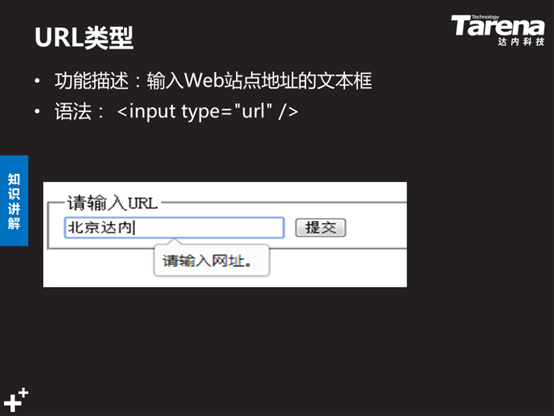 Technology
Tarena
达内科技
URL类型
• 功能描述：输入Web站点地址的文本框
• 语法： <input type="url" />
知识讲解
请输入URL
北京达内 提交
请输入网址。